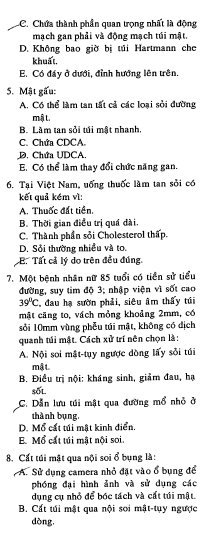 C. Chứa thành phần quan trọng nhất là động
mạch gan phải và động mạch túi mật.
D. Không bao giờ bị túi Hartmann che
khuất.
E. Có đáy ở dưới, đỉnh hướng lên trên.
5. Mật gấu:
A. Có thể làm tan tất cả các loại sỏi đường
mật.
B. Làm tan sỏi túi mật nhanh.
C. Chứa CDCA.
D. Chứa UDCA.
E. Có thể làm thay đổi chức năng gan.
6. Tại Việt Nam, uống thuốc làm tan sỏi có
kết quả kém vì:
A. Thuốc đắt tiền.
B. Thời gian điều trị quá dài.
C. Thành phần sỏi Cholesterol thấp.
D. Sỏi thường nhiều và to.
E. Tất cả lý do trên đều đúng.
7. Một bệnh nhân nữ 85 tuổi có tiền sử tiểu
đường, suy tim độ 3; nhập viện vì sốt cao
39⁰C, đau hạ sườn phải, siêu âm thấy túi
mật căng to, vách mỏng khoảng 2mm, có
sỏi 10mm vùng phễu túi mật, không có dịch
quanh túi mật. Cách xử trí nên chọn là:
A. Nội soi mật-tụy ngược dòng lấy sỏi túi
mật.
B. Điều trị nội: kháng sinh, giảm đau, hạ
sốt.
C. Dẫn lưu túi mật qua đường mổ nhỏ ở
thành bụng.
D. Mổ cắt túi mật kinh điển.
E. Mổ cắt túi mật nội soi.
8. Cắt túi mật qua nội soi ổ bụng là:
A. Sử dụng camera nhỏ đặt vào ổ bụng để
phóng đại hình ảnh và sử dụng các
dụng cụ nhỏ để bóc tách và cắt túi mật.
B. Cắt túi mật qua nội soi mật-tụy ngược
dòng.